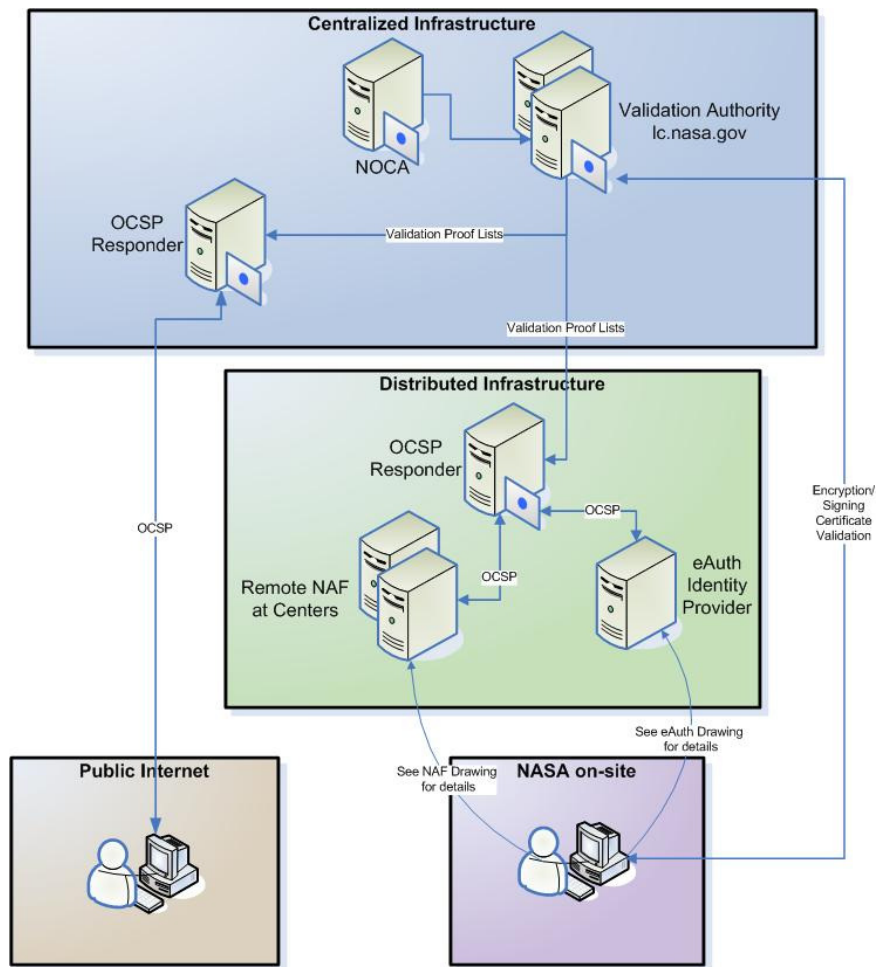 Centralized Infrastructure
NOCA
Validation Authority
lc.nasa.gov
OCSP
Responder
Validation Proof Lists
Validation Proof Lists
Distributed Infrastructure
OCSP
Responder
OCSP
OCSP
Remote NAF
at Centers
eAuth
Identity
Provider
Encryption/
Signing
Certificate
Validation
OCSP
See eAuth Drawing
for details
See NAF Drawing
for details
Public Internet
NASA on-site